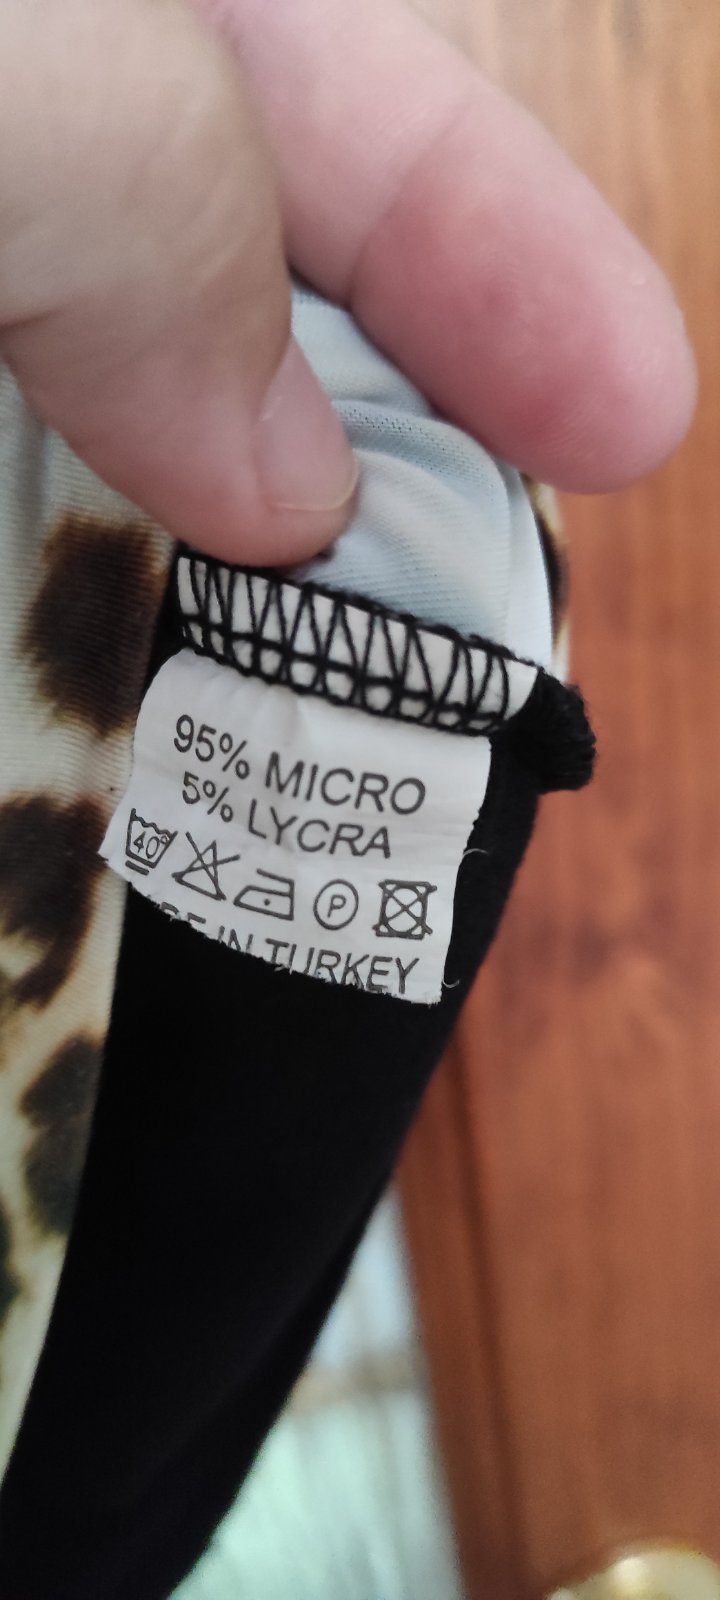 95% MICRO
5% LYCRA
40°
P
IN TURKEY